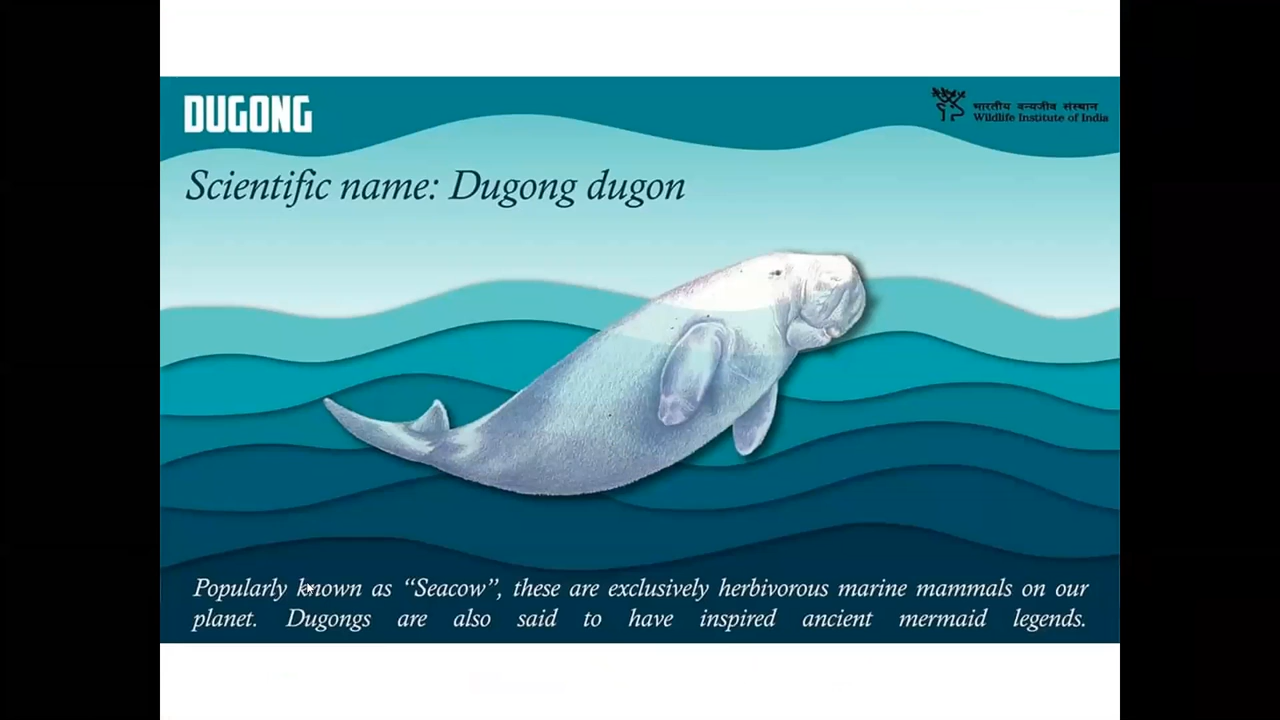 DUGONG
भारतीय वन्यजीव संस्थान
Wildlife Institute of India
Scientific name: Dugong dugon
Popularly known as “Seacow”, these are exclusively herbivorous marine mammals on our
planet. Dugongs are also said to have inspired ancient mermaid legends.